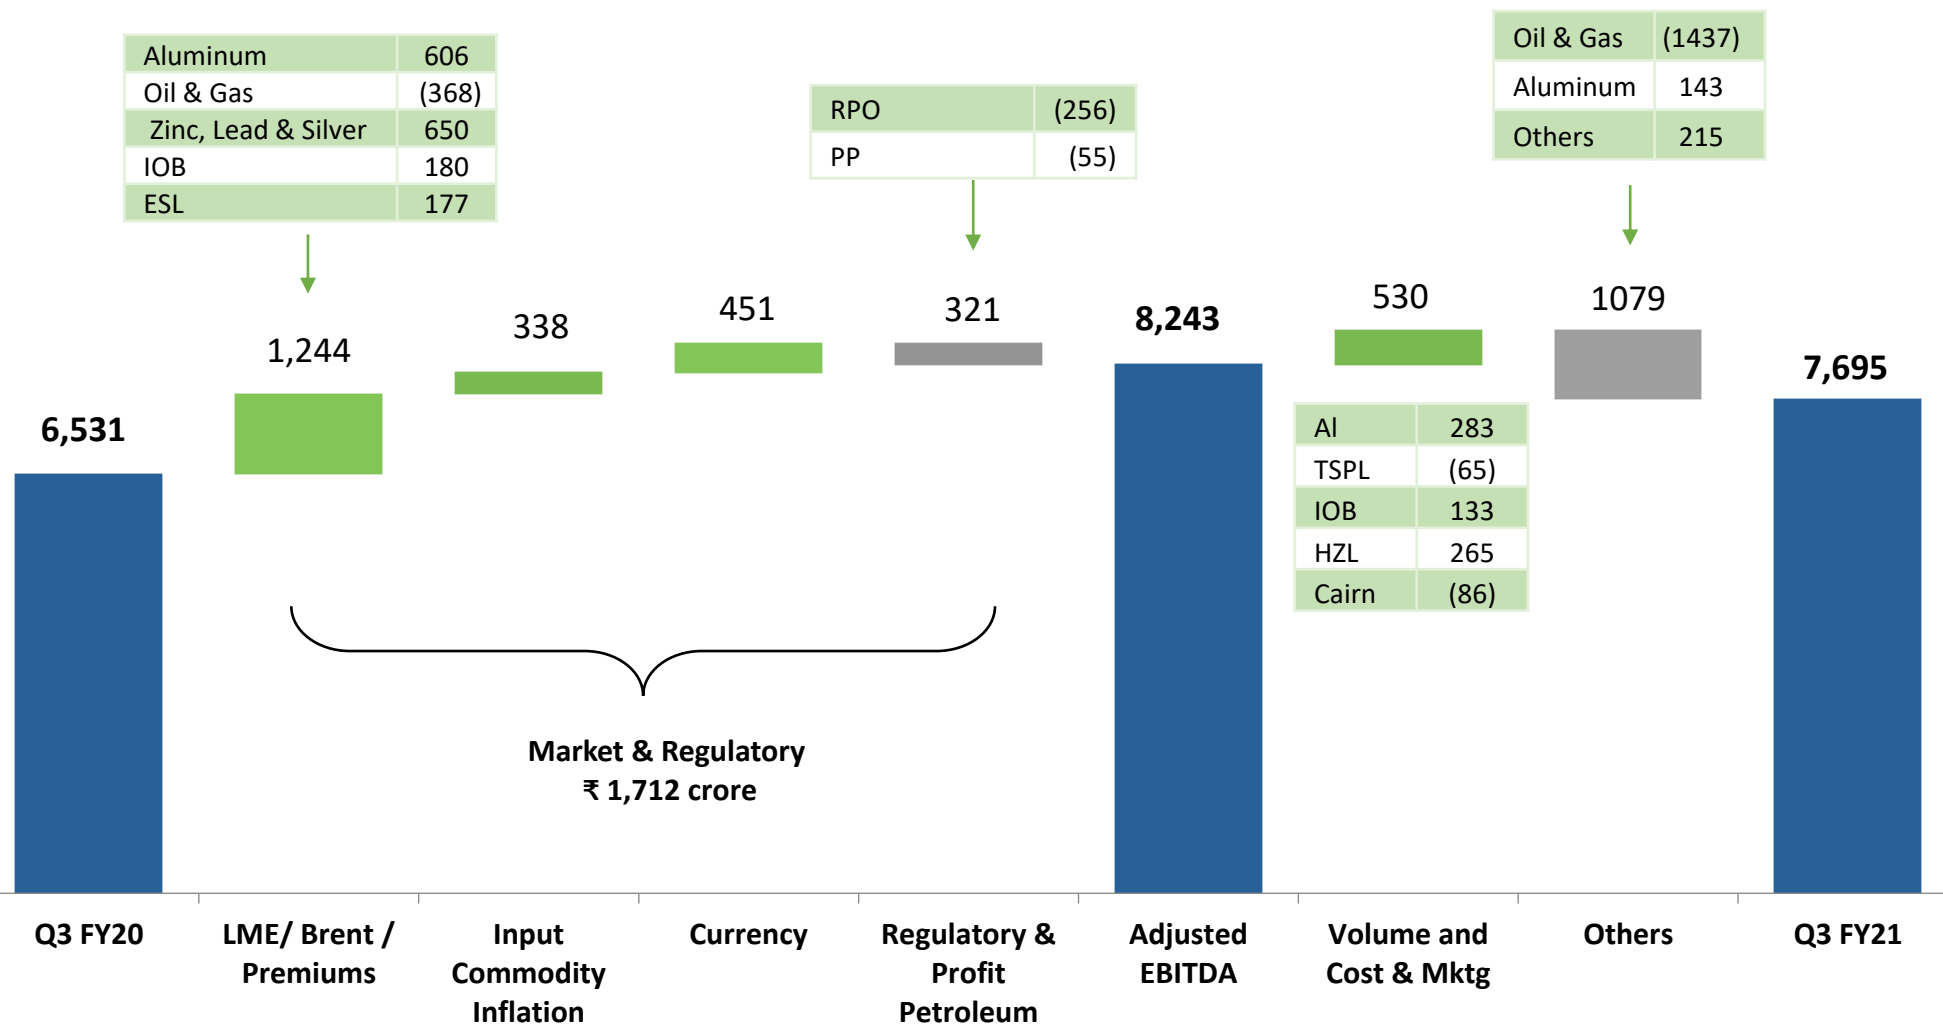 Aluminum 606
Oil & Gas (368)
Zinc, Lead & Silver 650
IOB 180
ESL 177
RPO (256)
PP (55)
Oil & Gas (1437)
Aluminum 143
Others 215
6,531
1,244
338
451
321
8,243
530
1079
7,695
Al 283
TSPL (65)
IOB 133
HZL 265
Cairn (86)
Market & Regulatory
₹ 1,712 crore
Q3 FY20
LME/ Brent /
Premiums
Input
Commodity
Inflation
Currency
Regulatory &
Profit
Petroleum
Adjusted
EBITDA
Volume and
Cost & Mktg
Others
Q3 FY21